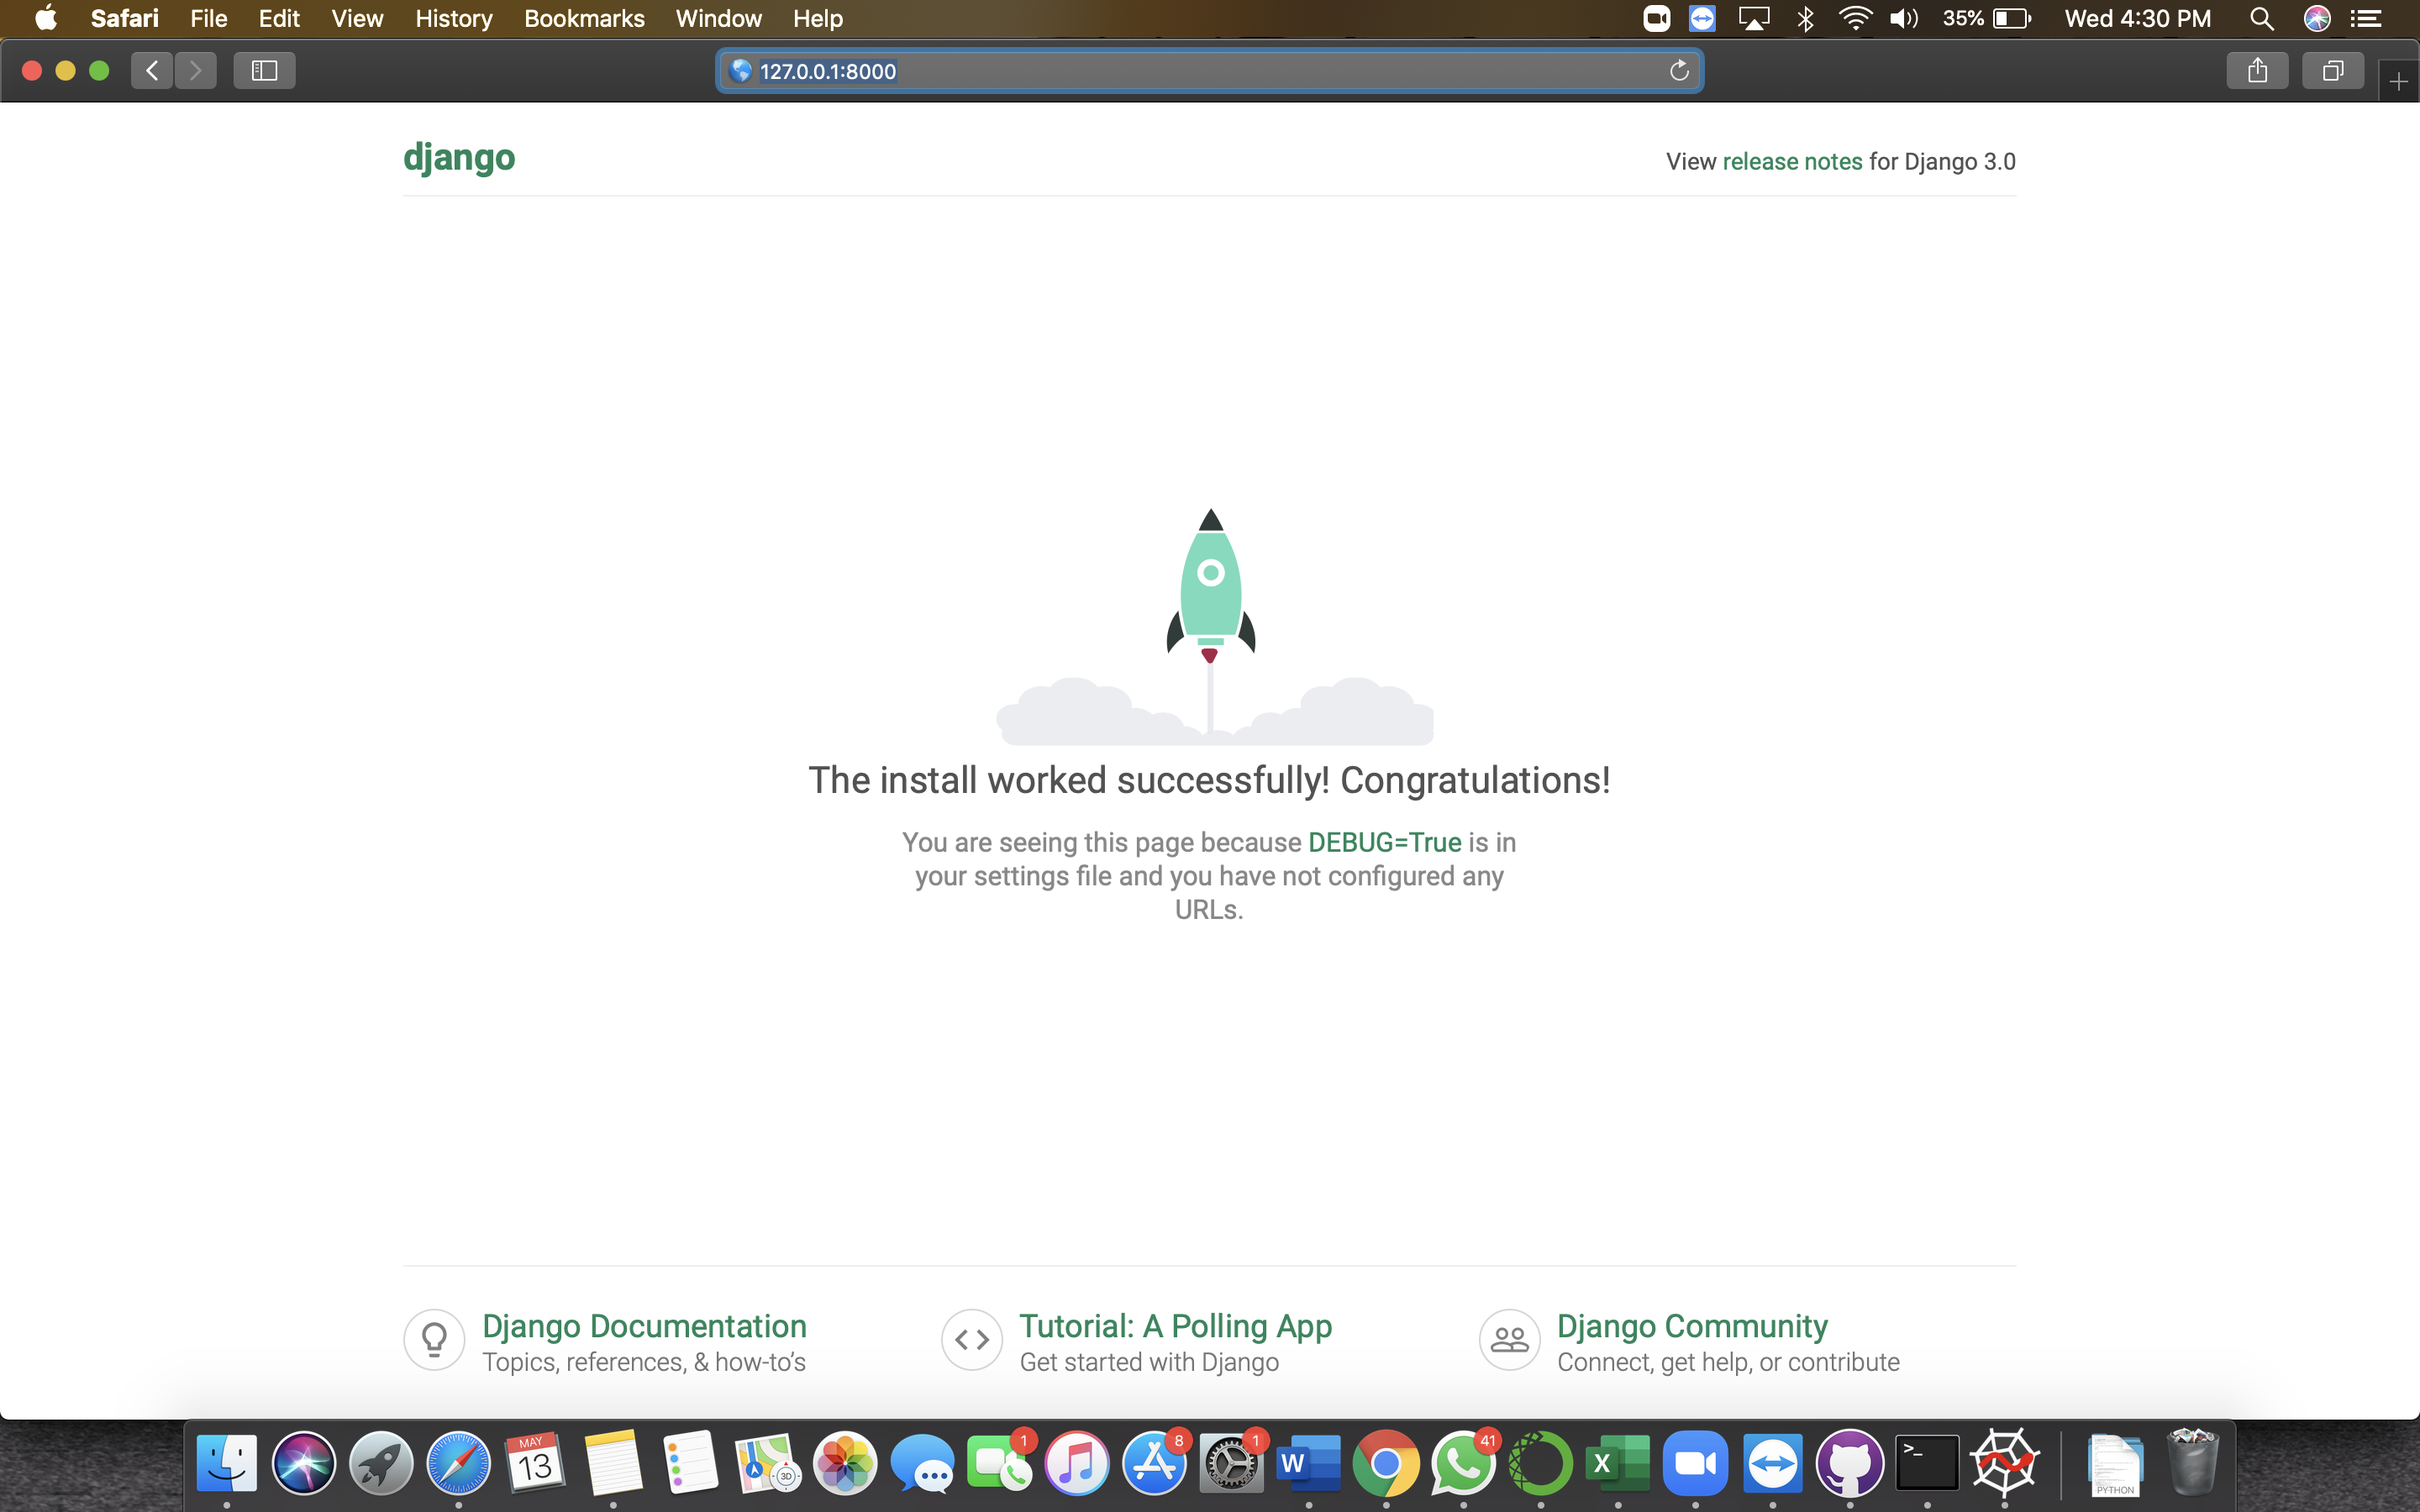 Safari File Edit View History Bookmarks Window Help 35% Wed 4:30 PM
127.0.0.1:8000
django
View release notes for Django 3.0
The install worked successfully! Congratulations!
You are seeing this page because DEBUG=True is in
your settings file and you have not configured any
URLs.
Django Documentation
Topics, references, & how-to’s
Tutorial: A Polling App
Get started with Django
Django Community
Connect, get help, or contribute
MAY
13
3D
1
8
1
W
41
X
>_
PYTHON